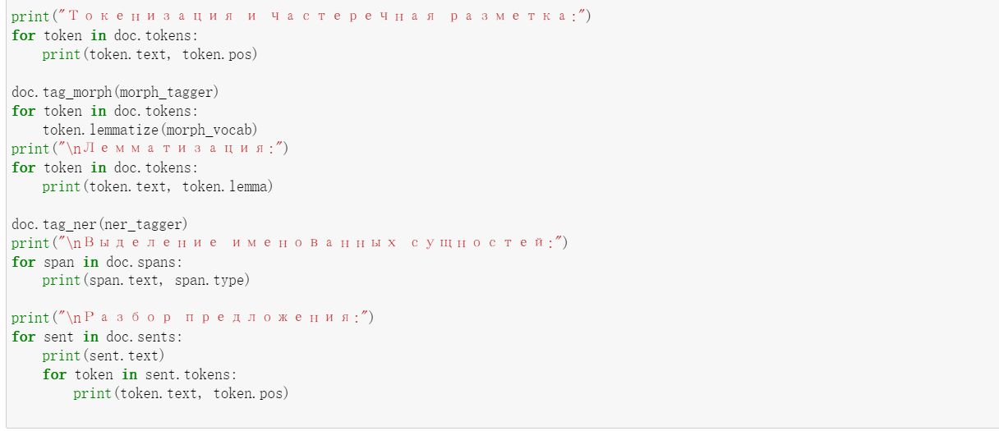 print("Токенизация и частеречная разметка:")
for token in doc.tokens:
    print(token.text, token.pos)

doc.tag_morph(morph_tagger)
for token in doc.tokens:
    token.lemmatize(morph_vocab)
print("\nЛемматизация:")
for token in doc.tokens:
    print(token.text, token.lemma)

doc.tag_ner(ner_tagger)
print("\nВыделение именованных сущностей:")
for span in doc.spans:
    print(span.text, span.type)

print("\nРазбор предложения:")
for sent in doc.sents:
    print(sent.text)
    for token in sent.tokens:
        print(token.text, token.pos)